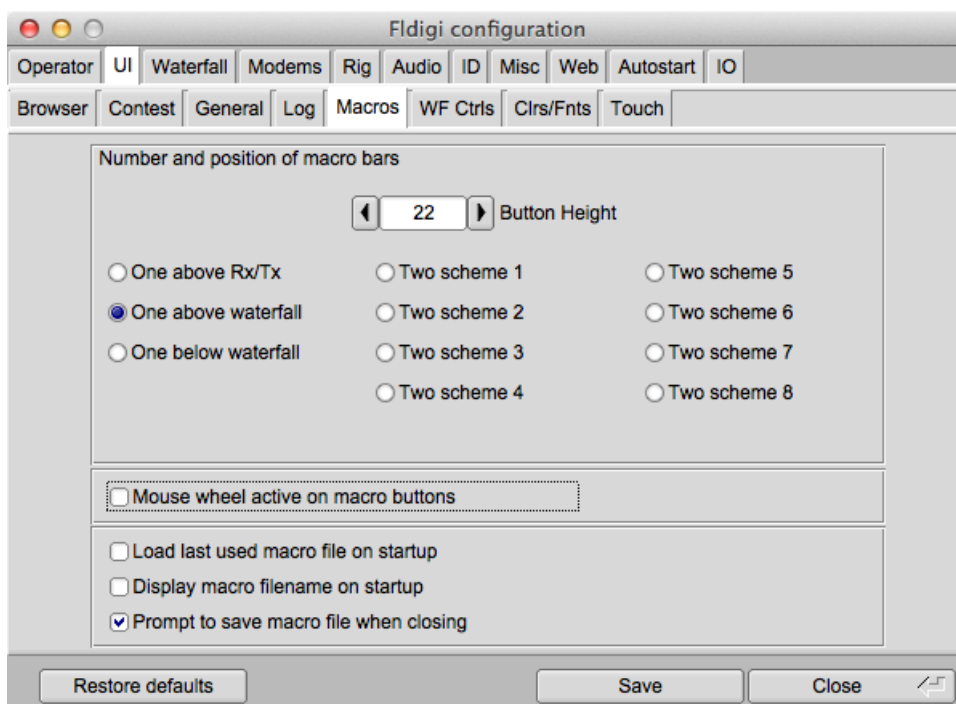 Fldigi configuration
Operator UI Waterfall Modems Rig Audio ID Misc Web Autostart IO
Browser Contest General Log Macros WF Ctrls Clrs/Fnts Touch
Number and position of macro bars
22 Button Height
One above Rx/Tx Two scheme 1 Two scheme 5
One above waterfall Two scheme 2 Two scheme 6
One below waterfall Two scheme 3 Two scheme 7
Two scheme 4 Two scheme 8
Mouse wheel active on macro buttons
Load last used macro file on startup
Display macro filename on startup
Prompt to save macro file when closing
Restore defaults Save Close